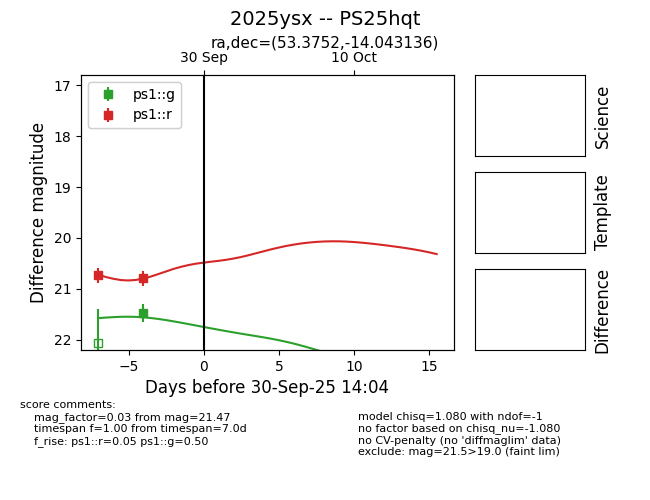 2025ysx -- PS25hqt
ra,dec=(53.3752,-14.043136)
30 Sep
10 Oct
ps1::g
ps1::r
17
18
19
20
21
22
Difference magnitude
−5
0
5
10
15
Days before 30-Sep-25 14:04
Science
Template
Difference
score comments:
mag_factor=0.03 from mag=21.47
timespan f=1.00 from timespan=7.0d
f_rise: ps1::r=0.05 ps1::g=0.50
model chisq=1.080 with ndof=-1
no factor based on chisq_nu=-1.080
no CV-penalty (no 'diffmaglim' data)
exclude: mag=21.5>19.0 (faint lim)